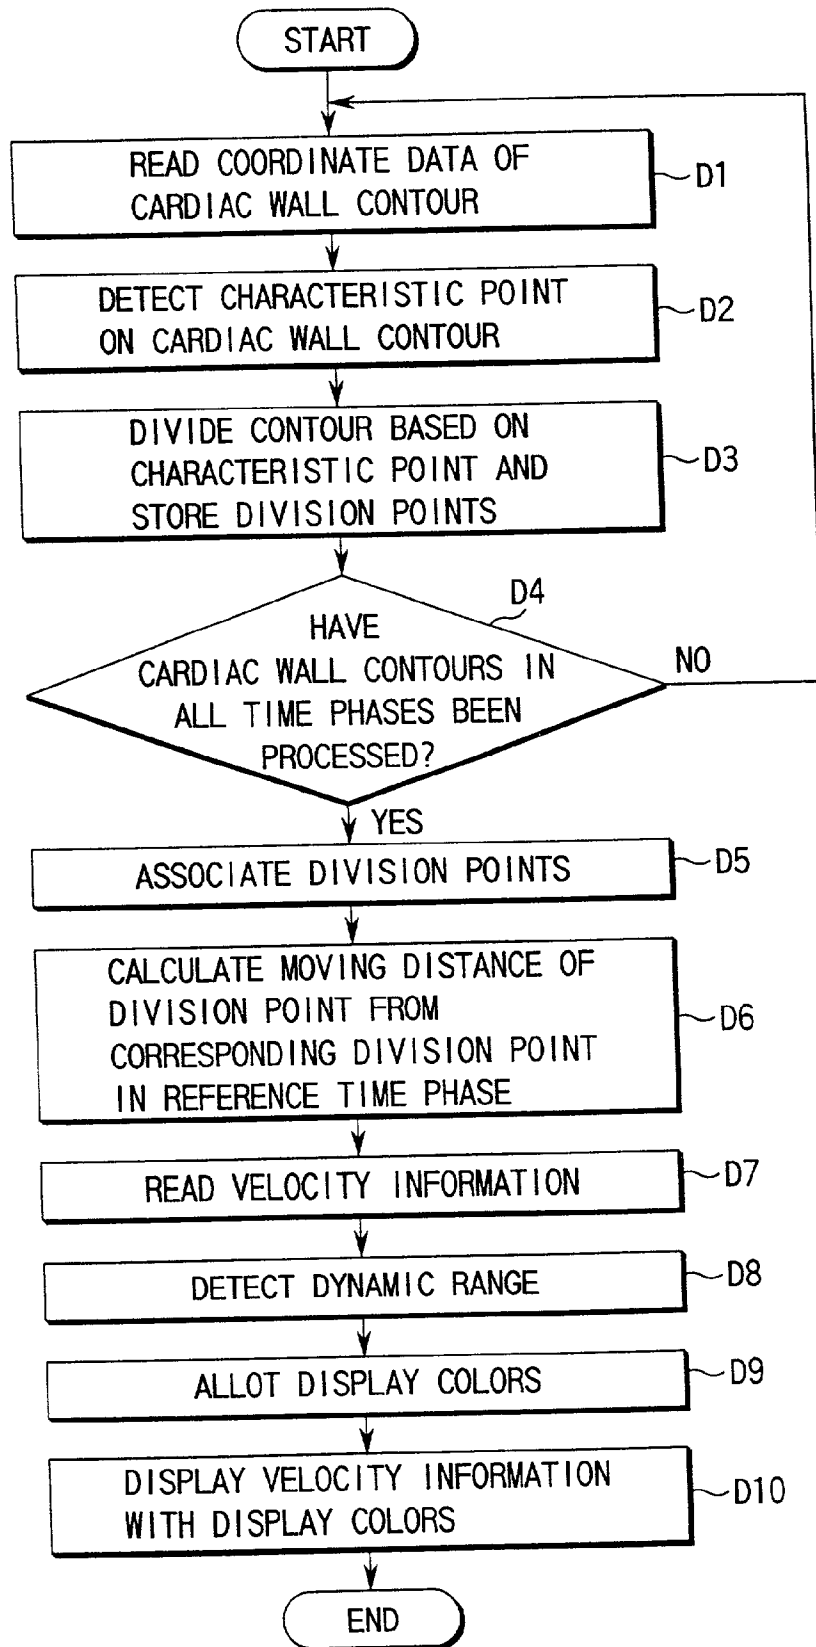 START
READ COORDINATE DATA OF
CARDIAC WALL CONTOUR
D1
DETECT CHARACTERISTIC POINT
ON CARDIAC WALL CONTOUR
D2
DIVIDE CONTOUR BASED ON
CHARACTERISTIC POINT AND
STORE DIVISION POINTS
D3
D4
HAVE
CARDIAC WALL CONTOURS IN
ALL TIME PHASES BEEN
PROCESSED?
NO
YES
ASSOCIATE DIVISION POINTS
D5
CALCULATE MOVING DISTANCE OF
DIVISION POINT FROM
CORRESPONDING DIVISION POINT
IN REFERENCE TIME PHASE
D6
READ VELOCITY INFORMATION
D7
DETECT DYNAMIC RANGE
D8
ALLOT DISPLAY COLORS
D9
DISPLAY VELOCITY INFORMATION
WITH DISPLAY COLORS
D10
END